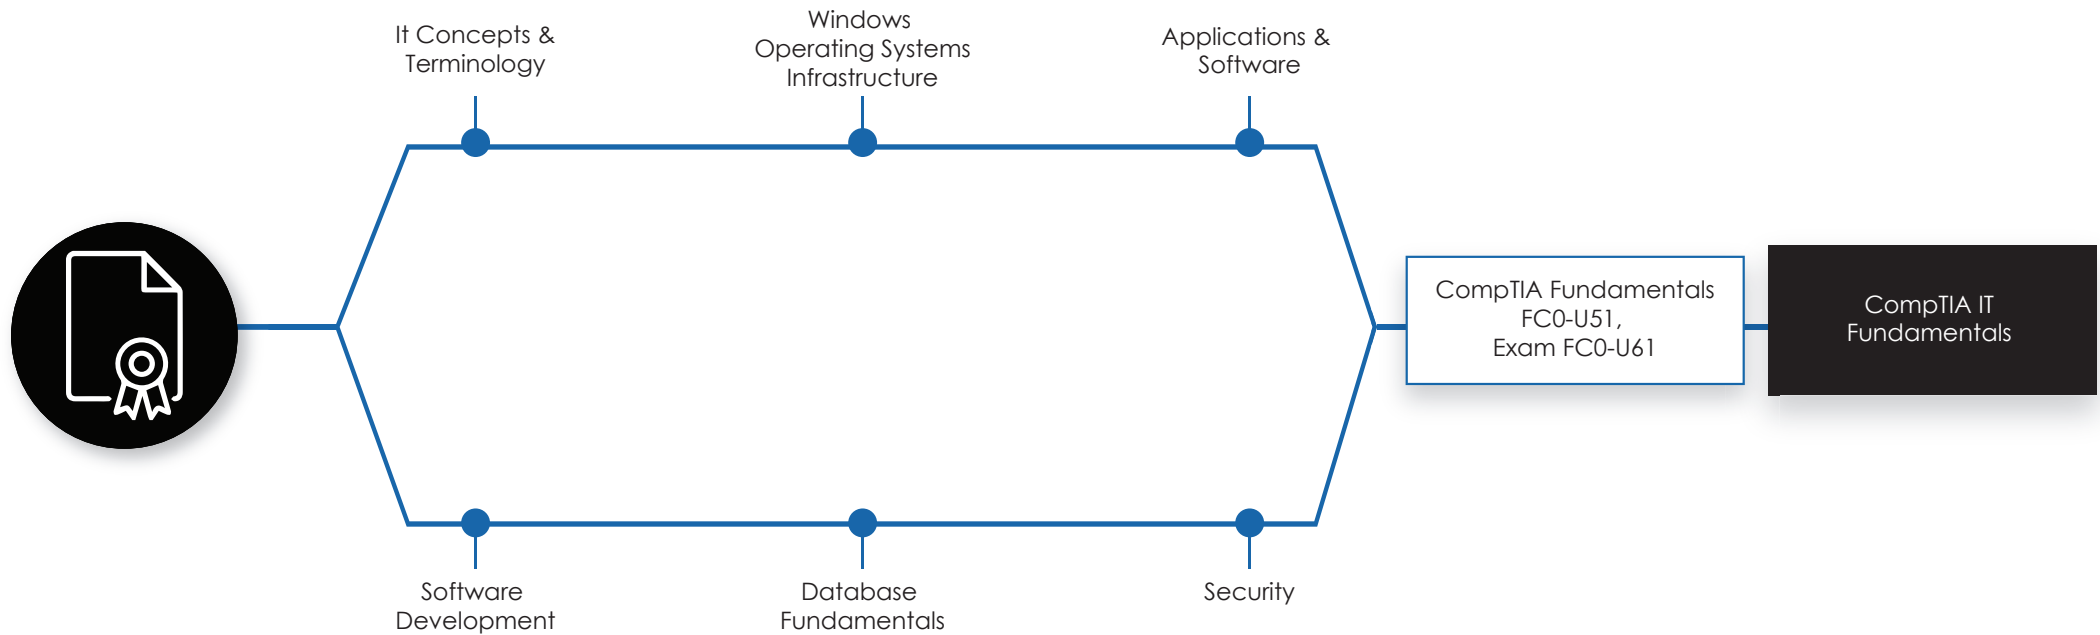 It Concepts &
Terminology
Windows
Operating Systems
Infrastructure
Applications &
Software
CompTIA Fundamentals
FC0-U51,
Exam FC0-U61
CompTIA IT
Fundamentals
Software
Development
Database
Fundamentals
Security